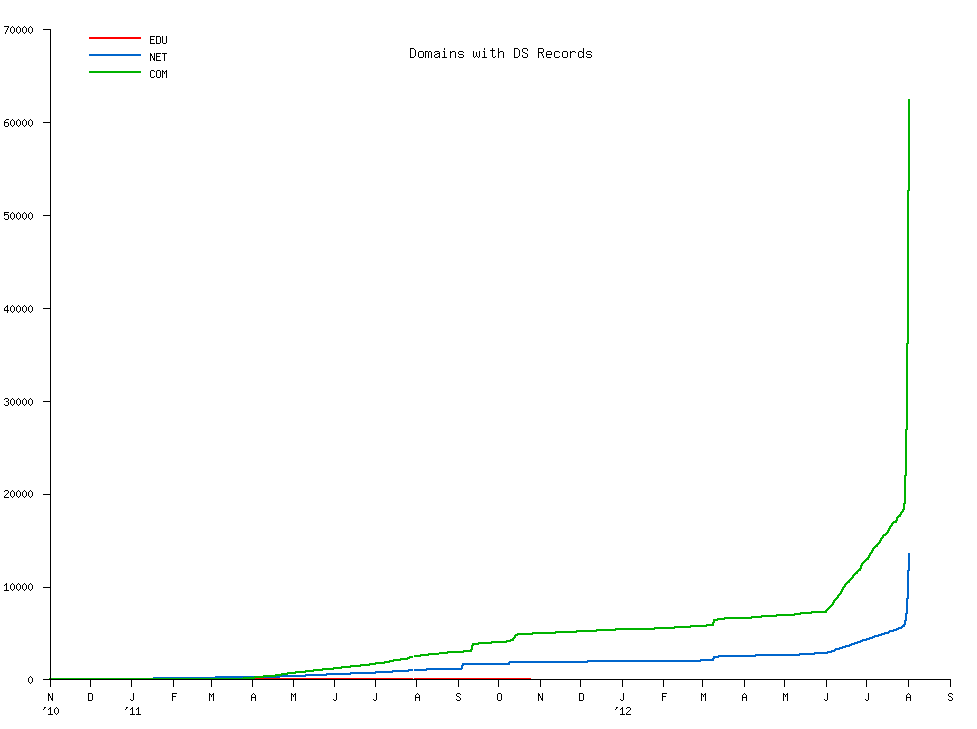 70000
EDU
NET
Domains with DS Records
COM
60000
50000
40000
30000
20000
10000
0
N D J F M A M J J A S O N D J F M A M J J A S
'10 '11 '12